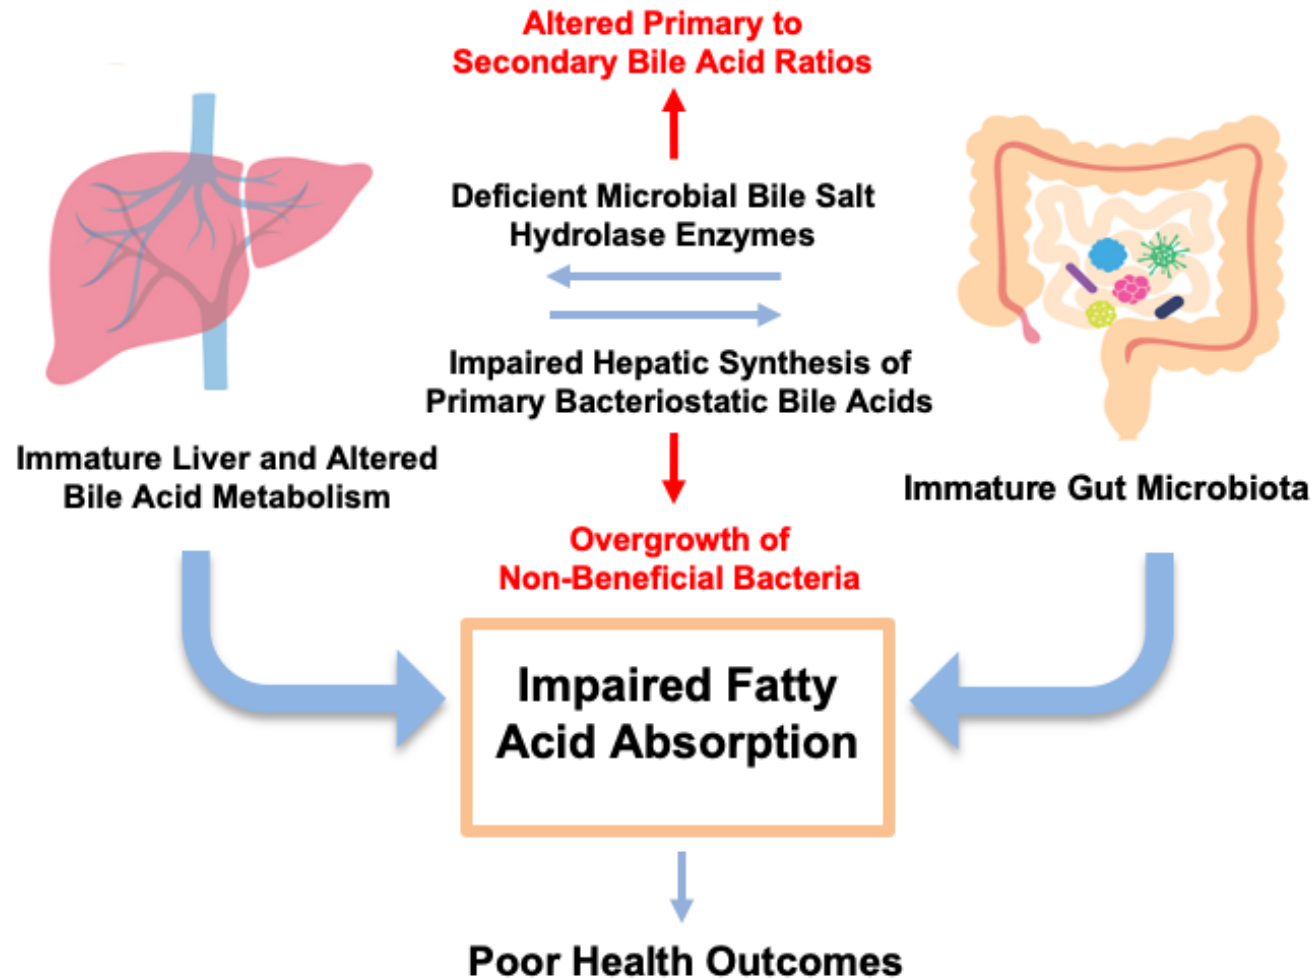 Altered Primary to
Secondary Bile Acid Ratios
Deficient Microbial Bile Salt
Hydrolase Enzymes
Impaired Hepatic Synthesis of
Primary Bacteriostatic Bile Acids
Immature Liver and Altered
Bile Acid Metabolism
Immature Gut Microbiota
Overgrowth of
Non-Beneficial Bacteria
Impaired Fatty
Acid Absorption
Poor Health Outcomes